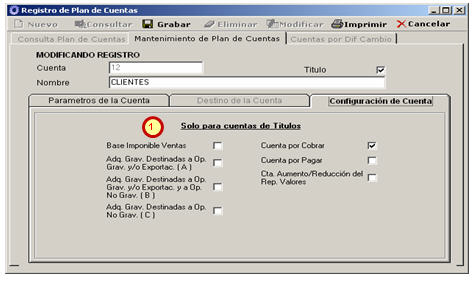 Registro de Plan de Cuentas
Nuevo Consultar Grabar Eliminar Modificar Imprimir Cancelar
Consulta Plan de Cuentas Mantenimiento de Plan de Cuentas Cuentas por Dif Cambio
MODIFICANDO REGISTRO
Cuenta 12 Titulo
Nombre CLIENTES
Parametros de la Cuenta Destino de la Cuenta Configuración de Cuenta
1 Solo para cuentas de Titulos
Base Imponible Ventas Cuenta por Cobrar
Adq. Grav. Destinadas a Op. Cuenta por Pagar
Grav. y/o Exportac. ( A )
Adq. Grav. Destinadas a Op. Cta. Aumento/Reducción del
Grav. y/o Exportac. y a Op. Rep. Valores
No Grav. ( B )
Adq. Grav. Destinadas a Op.
No Grav. ( C )